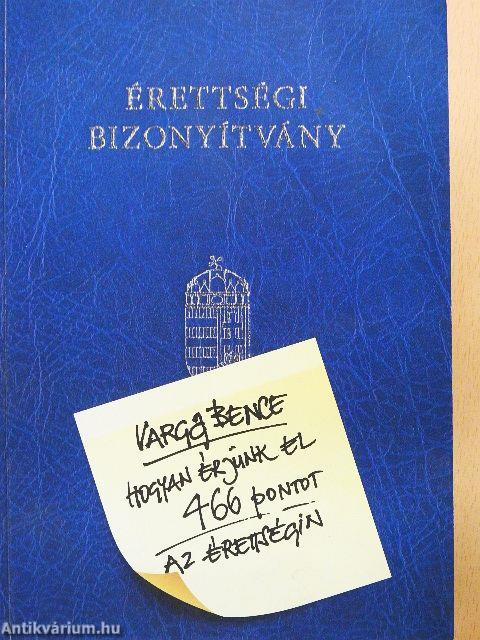 ÉRETTSÉGI
BIZONYÍTVÁNY
VARGA BENCE
HOGYAN ÉRJÜNK EL
466 PONTOT
AZ ÉRETTSÉGIN
Antikvárium.hu